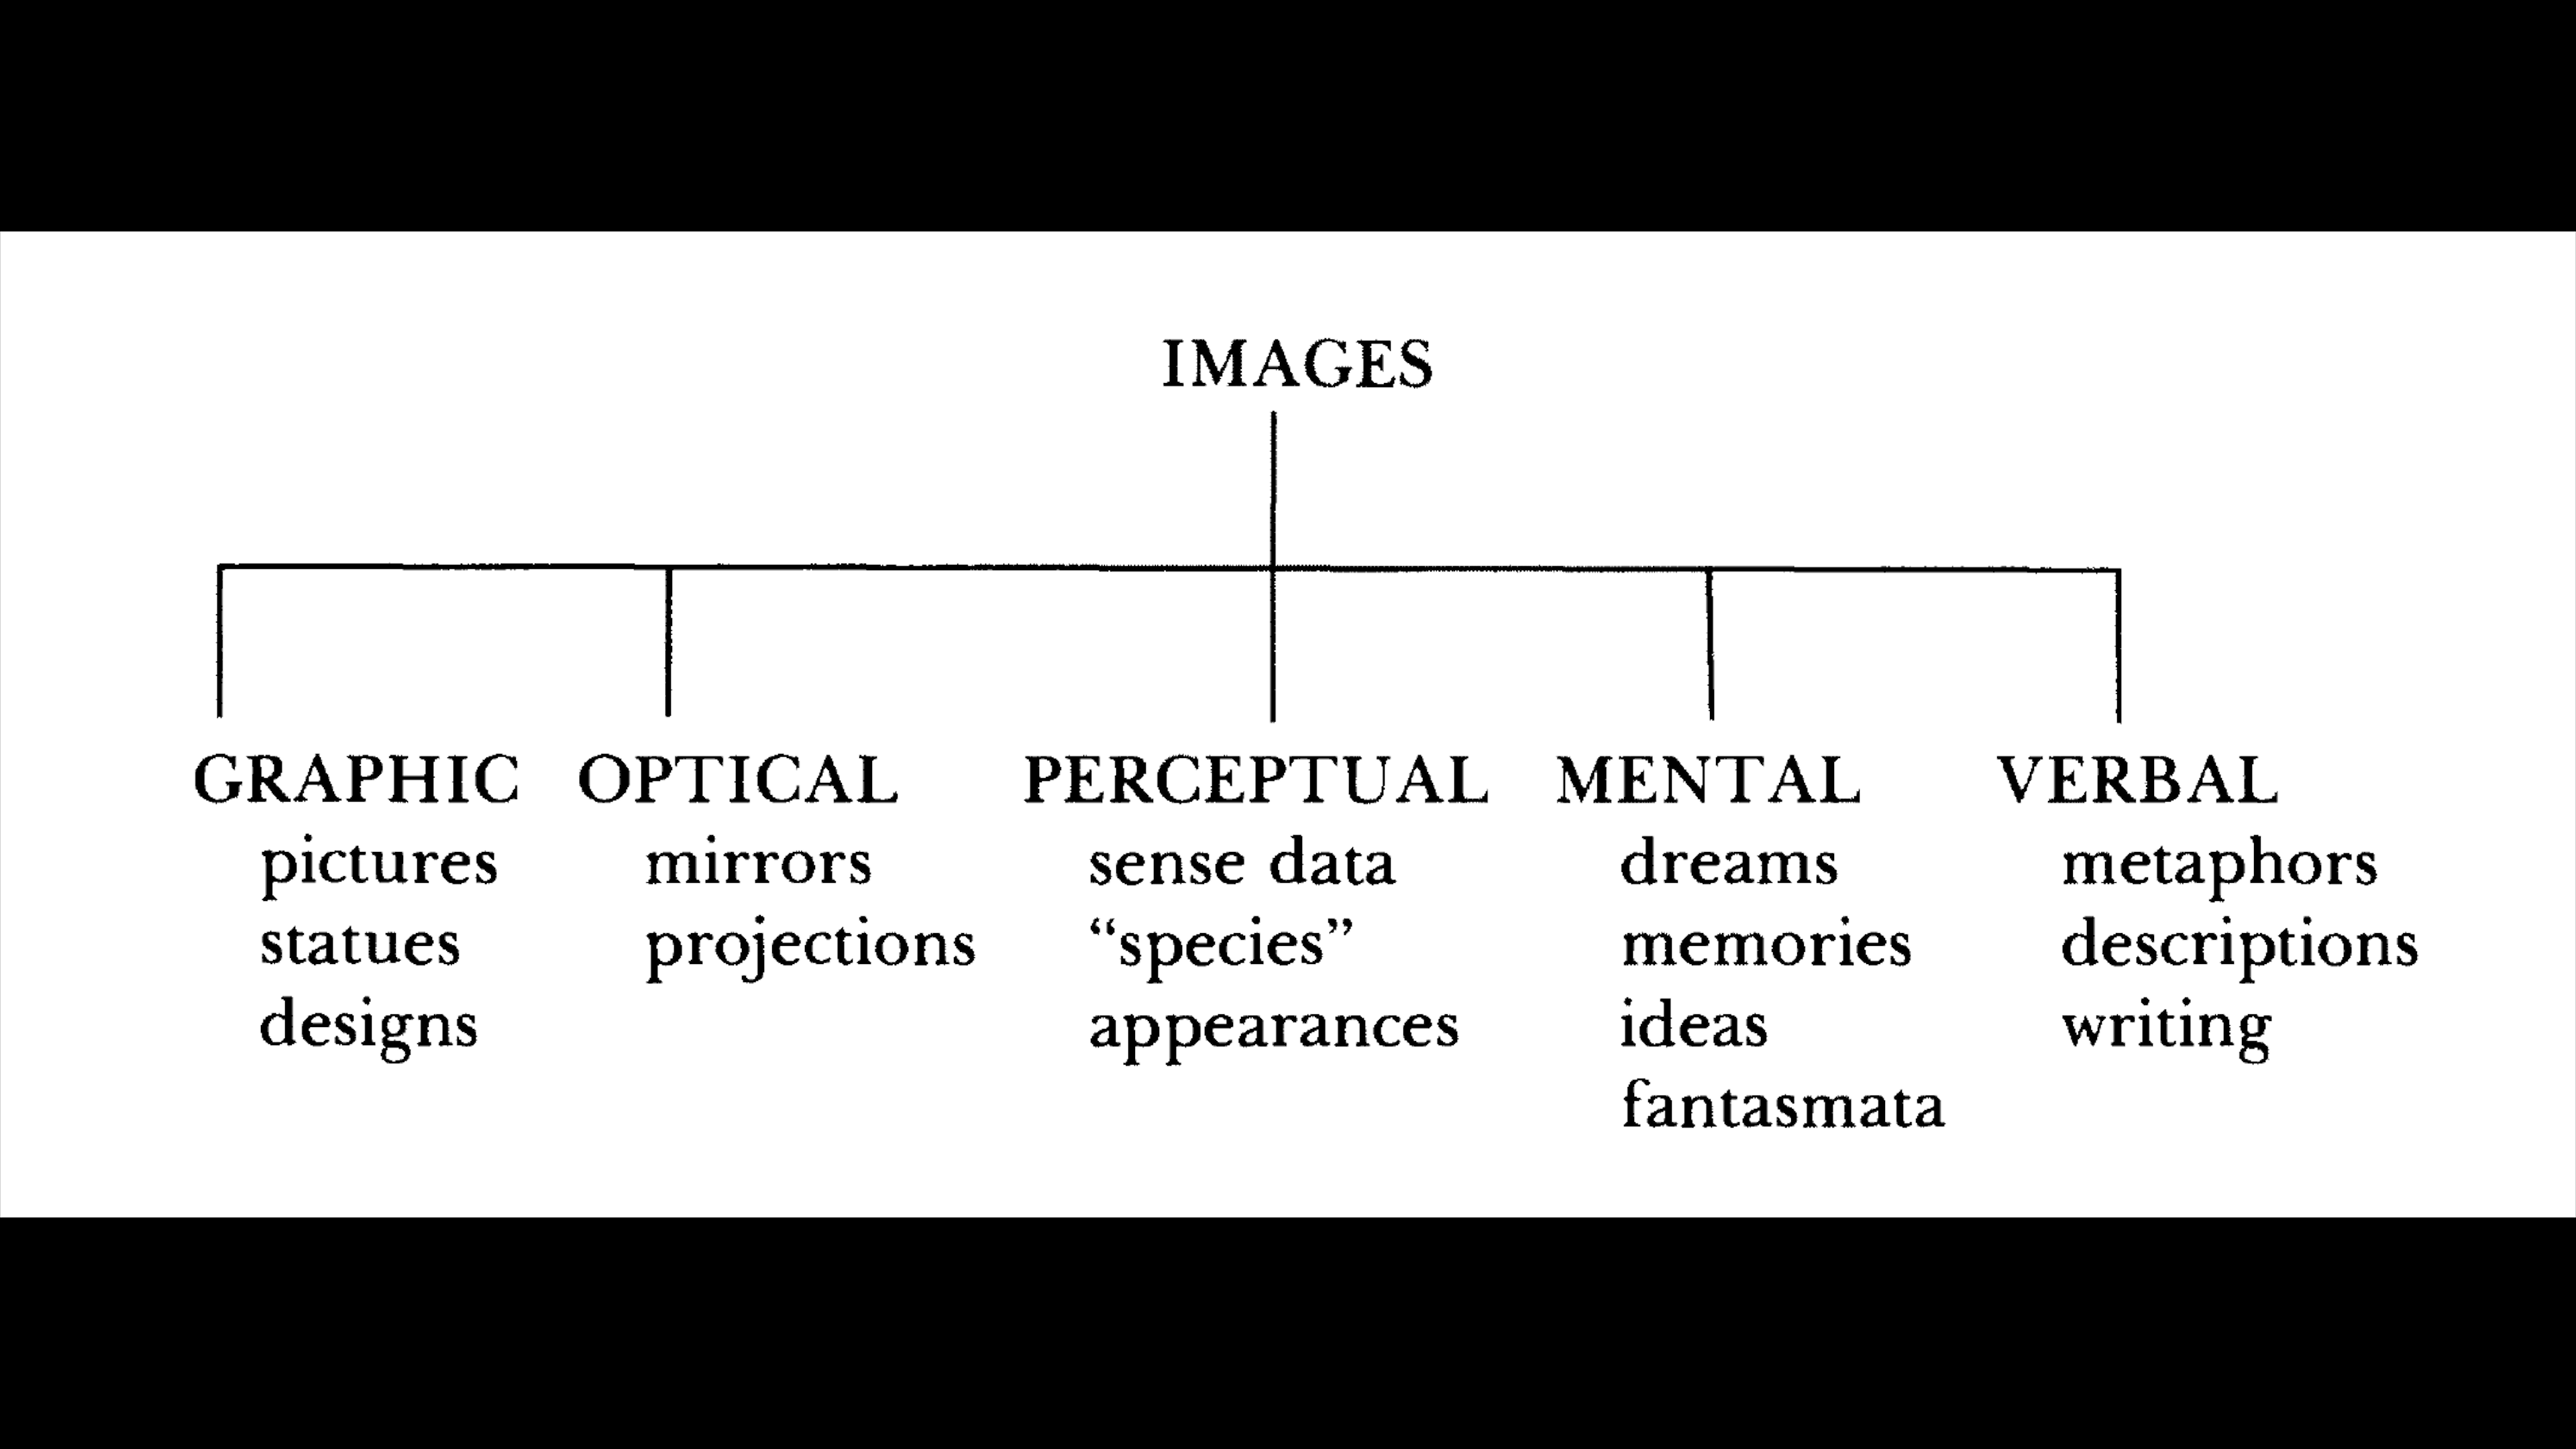 IMAGES
GRAPHIC
pictures
statues
designs
OPTICAL
mirrors
projections
PERCEPTUAL
sense data
“species”
appearances
MENTAL
dreams
memories
ideas
fantasmata
VERBAL
metaphors
descriptions
writing